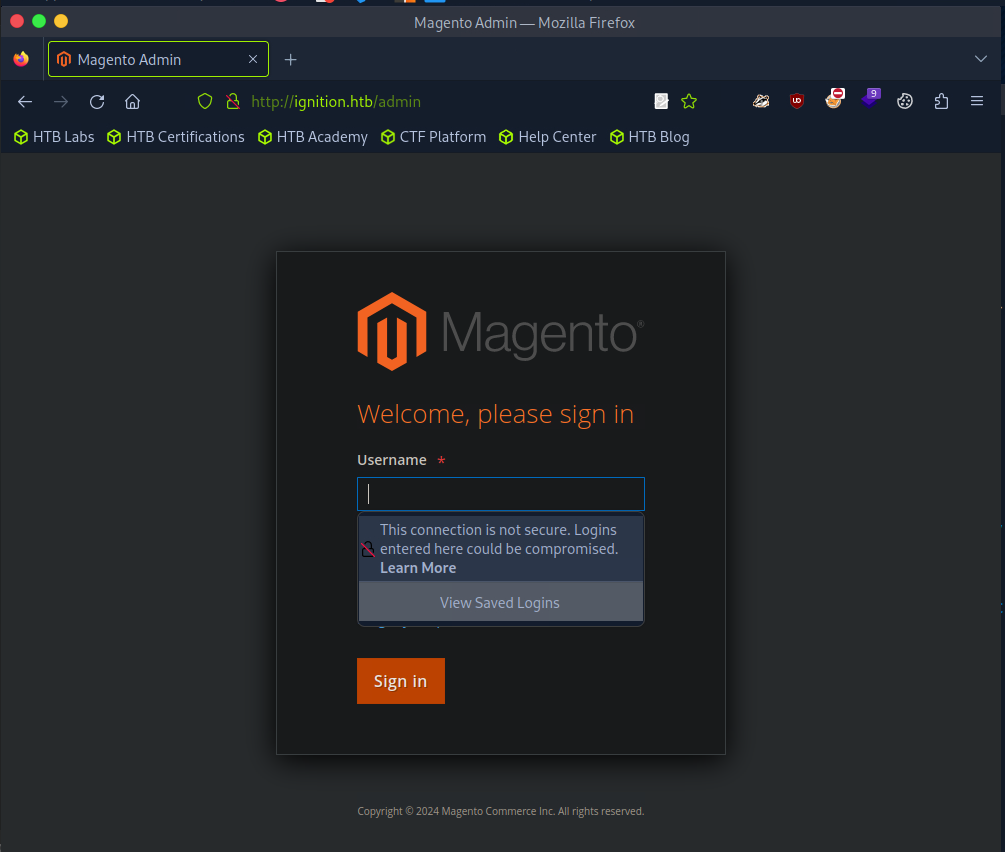 Magento Admin — Mozilla Firefox
Magento Admin
http://ignition.htb/admin
UD
9
HTB Labs HTB Certifications HTB Academy CTF Platform Help Center HTB Blog
Magento®
Welcome, please sign in
Username *
This connection is not secure. Logins
entered here could be compromised.
Learn More
View Saved Logins
Sign in
Copyright © 2024 Magento Commerce Inc. All rights reserved.